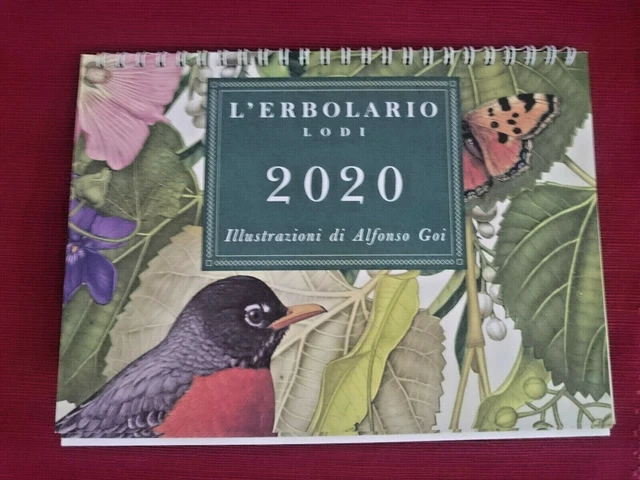 L'ERBOLARIO
LODI
2020
Illustrazioni di Alfonso Goi